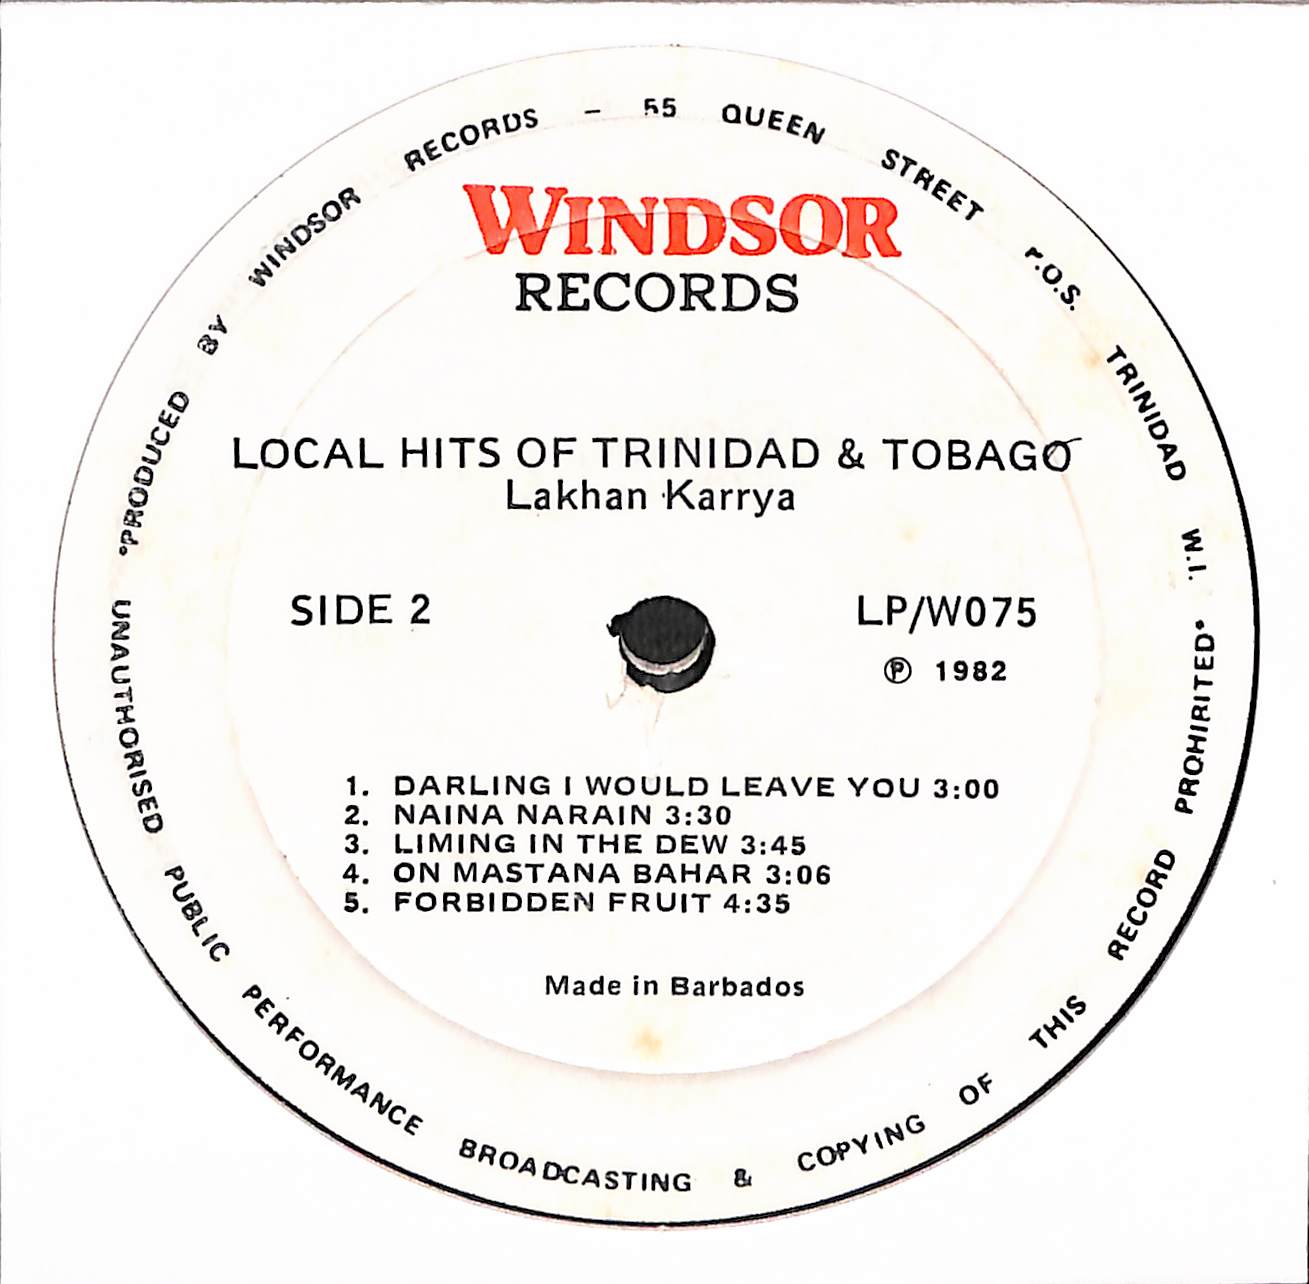 *PRODUCED BY WINDSOR RECORDS – 55 QUEEN STREET P.O.S. TRINIDAD W.I.
WINDSOR
RECORDS
LOCAL HITS OF TRINIDAD & TOBAGO
Lakhan Karrya
SIDE 2
LP/W075
℗ 1982
1. DARLING I WOULD LEAVE YOU 3:00
2. NAINA NARAIN 3:30
3. LIMING IN THE DEW 3:45
4. ON MASTANA BAHAR 3:06
5. FORBIDDEN FRUIT 4:35
Made in Barbados
UNAUTHORISED PUBLIC PERFORMANCE BROADCASTING & COPYING OF THIS RECORD PROHIBITED*